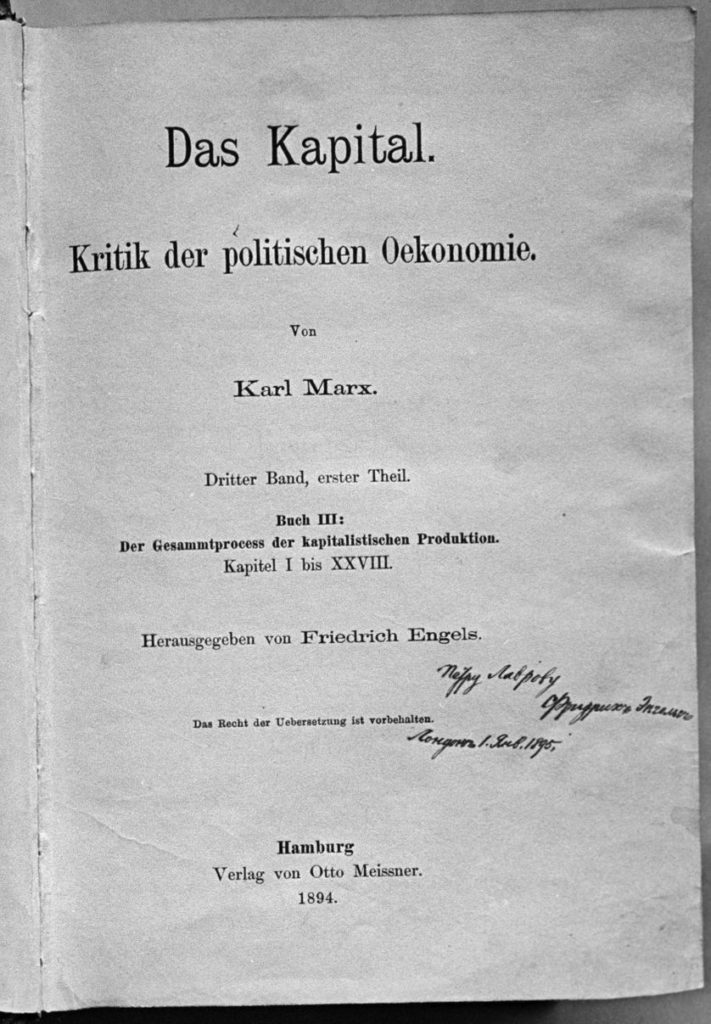 Das Kapital.
Kritik der politischen Oekonomie.
Von
Karl Marx.
Dritter Band, erster Theil.
Buch III:
Der Gesammtprocess der kapitalistischen Produktion.
Kapitel I bis XXVIII.
Herausgegeben von Friedrich Engels.
Петру Лаврову
Фридрихъ Энгельсъ
Das Recht der Uebersetzung ist vorbehalten.
Лондонъ 1. Янв. 1895.
Hamburg
Verlag von Otto Meissner.
1894.